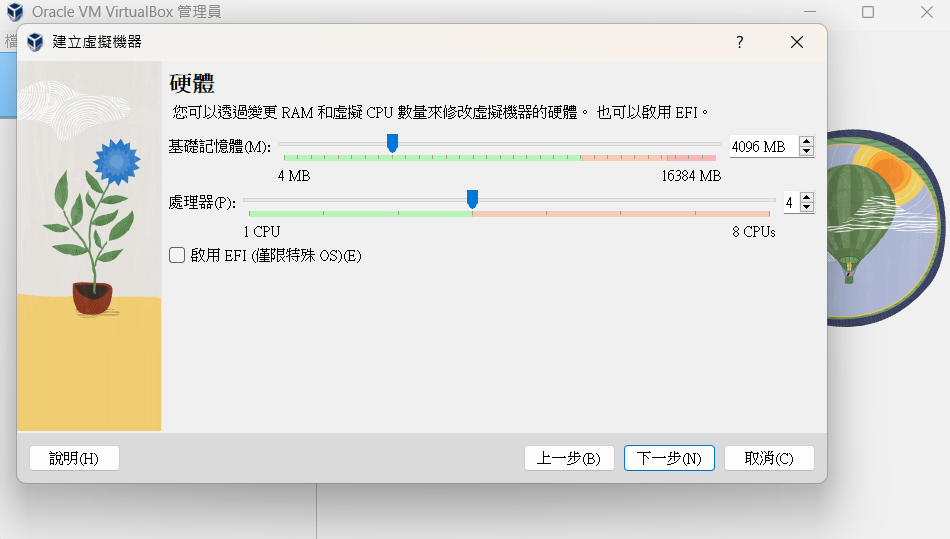 Oracle VM VirtualBox 管理員
建立虛擬機器
?
硬體
您可以透過變更 RAM 和虛擬 CPU 數量來修改虛擬機器的硬體。 也可以啟用 EFI。
基礎記憶體(M): 4096 MB
4 MB 16384 MB
處理器(P): 4
1 CPU 8 CPUs
啟用 EFI (僅限特殊 OS)(E)
說明(H) 上一步(B) 下一步(N) 取消(C)